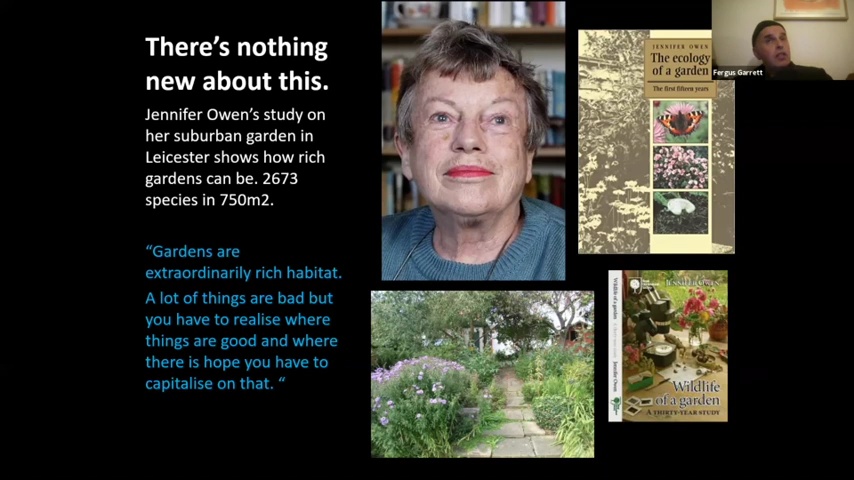 There's nothing
new about this.
Jennifer Owen's study on
her suburban garden in
Leicester shows how rich
gardens can be. 2673
species in 750m2.
"Gardens are
extraordinarily rich habitat.
A lot of things are bad but
you have to realise where
things are good and where
there is hope you have to
capitalise on that. "
JENNIFER OWEN
The ecology
of a garden
The first fifteen years
Fergus Garrett
JENNIFER OWEN
Wildlife of a garden
Jennifer Owen
Wildlife
of a garden
A THIRTY-YEAR STUDY